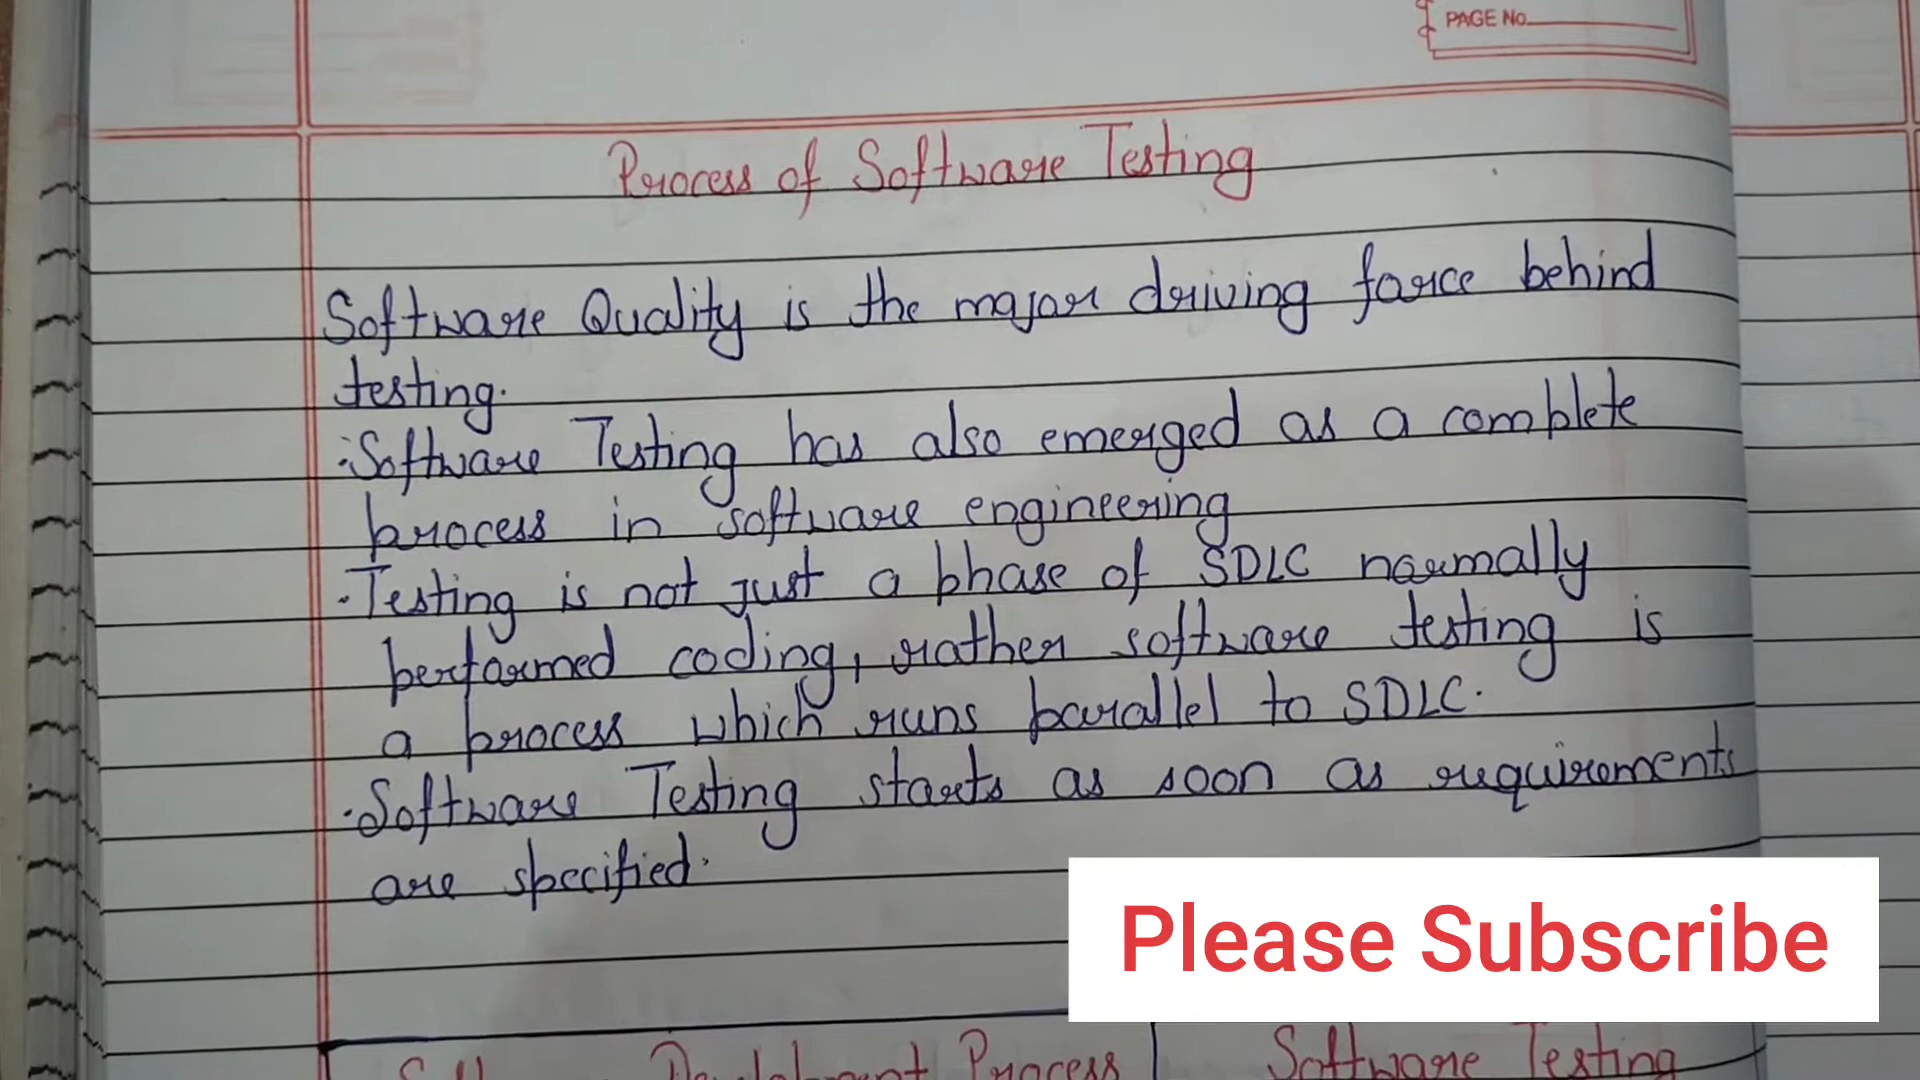 PAGE No.
Process of Software Testing
Software Quality is the major driving force behind
testing.
·Software Testing has also emerged as a complete
process in software engineering
·Testing is not just a phase of SDLC normally
performed coding, rather software testing is
a process which runs parallel to SDLC.
·Software Testing starts as soon as requirements
are specified.
Please Subscribe
Development Process
Software Testing